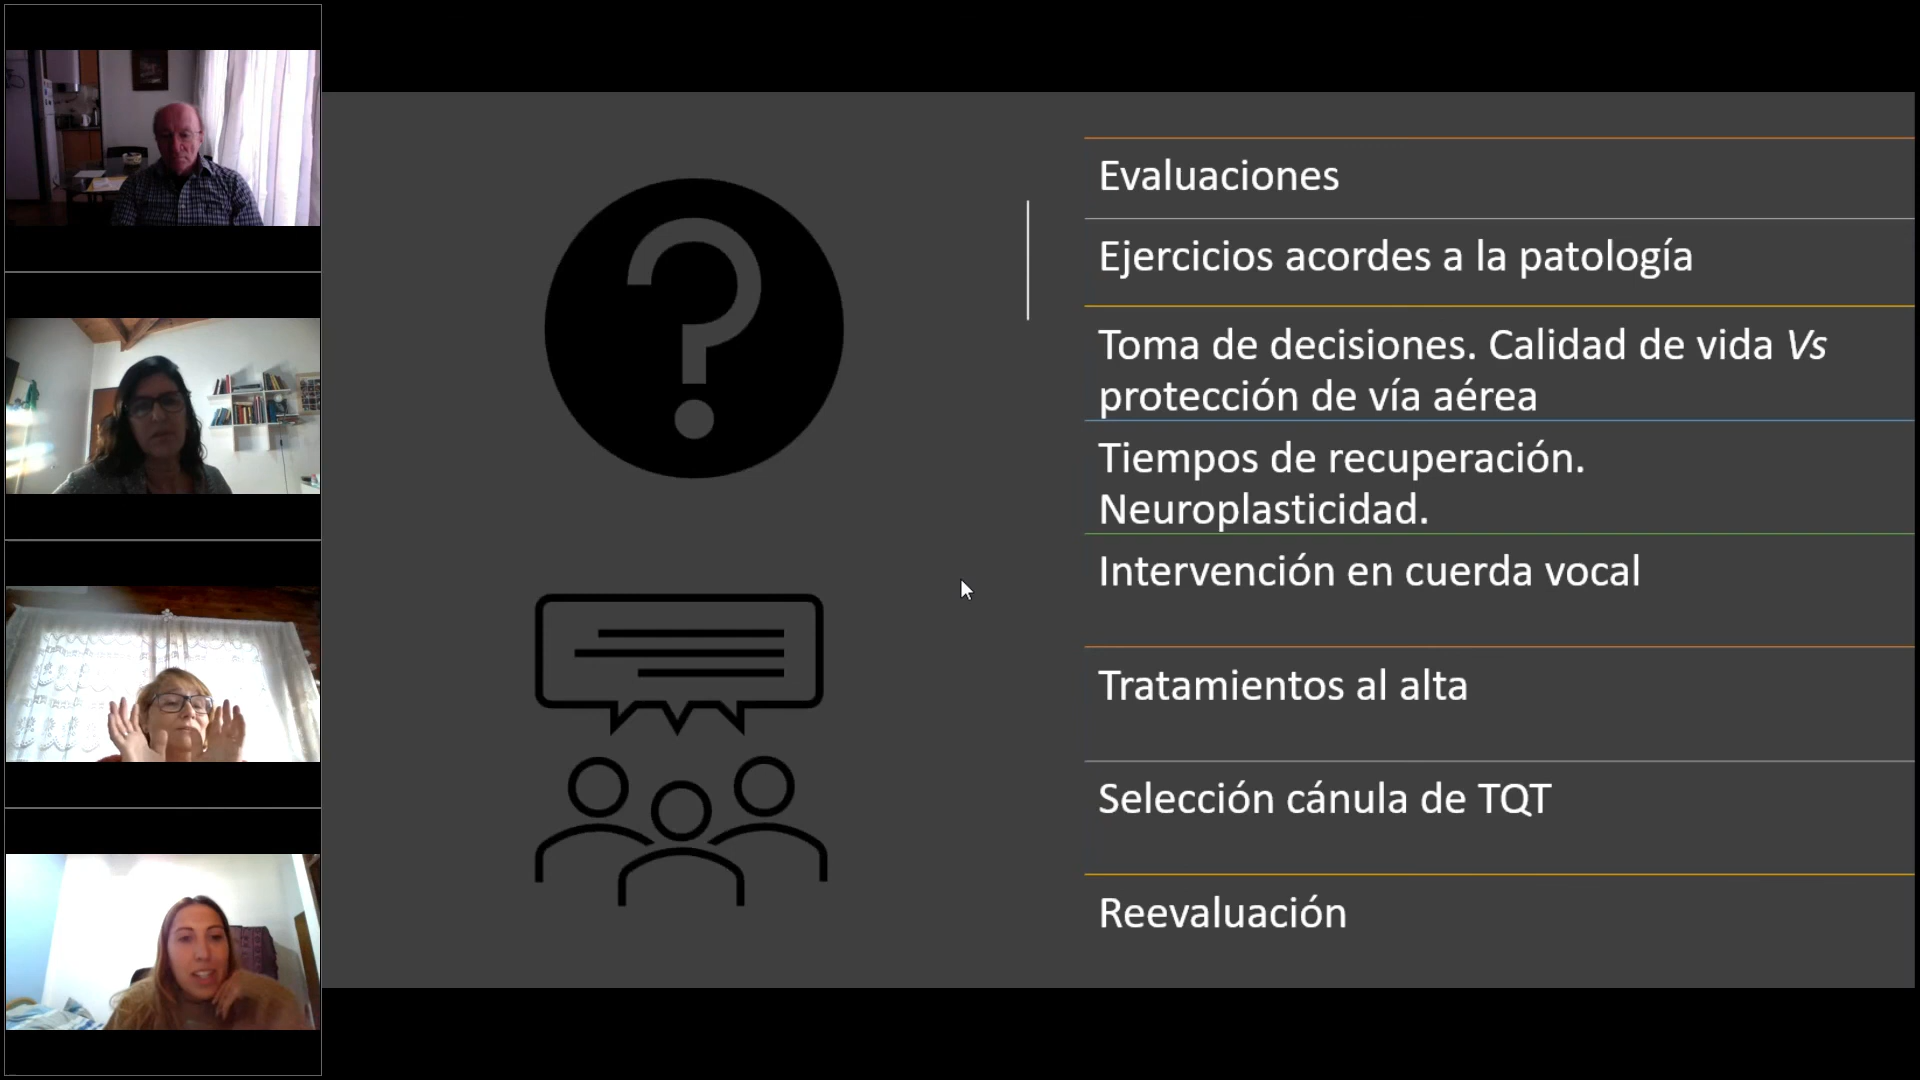 Evaluaciones
Ejercicios acordes a la patología
Toma de decisiones. Calidad de vida Vs
protección de vía aérea
Tiempos de recuperación.
Neuroplasticidad.
Intervención en cuerda vocal
Tratamientos al alta
Selección cánula de TQT
Reevaluación